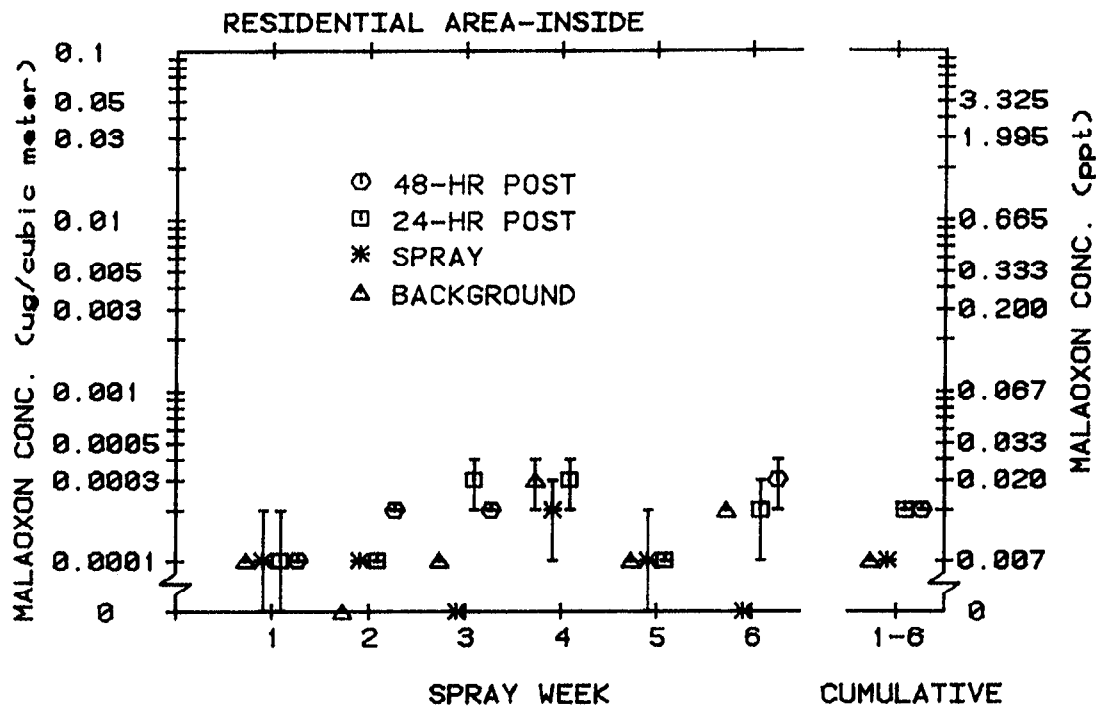 RESIDENTIAL AREA-INSIDE
MALAOXON CONC. (ug/cubic meter)
0.1
0.05
0.03
0.01
0.005
0.003
0.001
0.0005
0.0003
0.0001
0
48-HR POST
24-HR POST
SPRAY
BACKGROUND
3.325
1.995
0.665
0.333
0.200
0.067
0.033
0.020
0.007
0
MALAOXON CONC. (ppt)
1 2 3 4 5 6 1-6
SPRAY WEEK CUMULATIVE